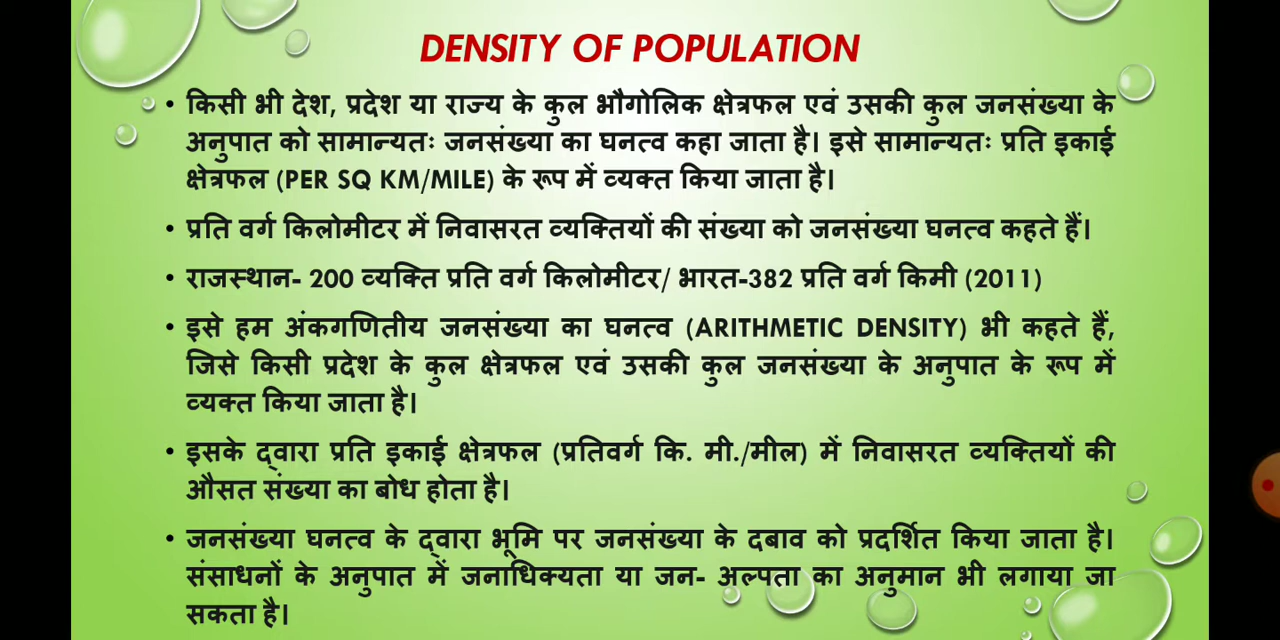 DENSITY OF POPULATION
• किसी भी देश, प्रदेश या राज्य के कुल भौगोलिक क्षेत्रफल एवं उसकी कुल जनसंख्या के
अनुपात को सामान्यतः जनसंख्या का घनत्व कहा जाता है। इसे सामान्यतः प्रति इकाई
क्षेत्रफल (PER SQ KM/MILE) के रूप में व्यक्त किया जाता है।
• प्रति वर्ग किलोमीटर में निवासरत व्यक्तियों की संख्या को जनसंख्या घनत्व कहते हैं।
• राजस्थान- 200 व्यक्ति प्रति वर्ग किलोमीटर/ भारत-382 प्रति वर्ग किमी (2011)
• इसे हम अंकगणितीय जनसंख्या का घनत्व (ARITHMETIC DENSITY) भी कहते हैं,
जिसे किसी प्रदेश के कुल क्षेत्रफल एवं उसकी कुल जनसंख्या के अनुपात के रूप में
व्यक्त किया जाता है।
• इसके द्वारा प्रति इकाई क्षेत्रफल (प्रतिवर्ग कि. मी./मील) में निवासरत व्यक्तियों की
औसत संख्या का बोध होता है।
• जनसंख्या घनत्व के द्वारा भूमि पर जनसंख्या के दबाव को प्रदर्शित किया जाता है।
संसाधनों के अनुपात में जनाधिक्यता या जन- अल्पता का अनुमान भी लगाया जा
सकता है।